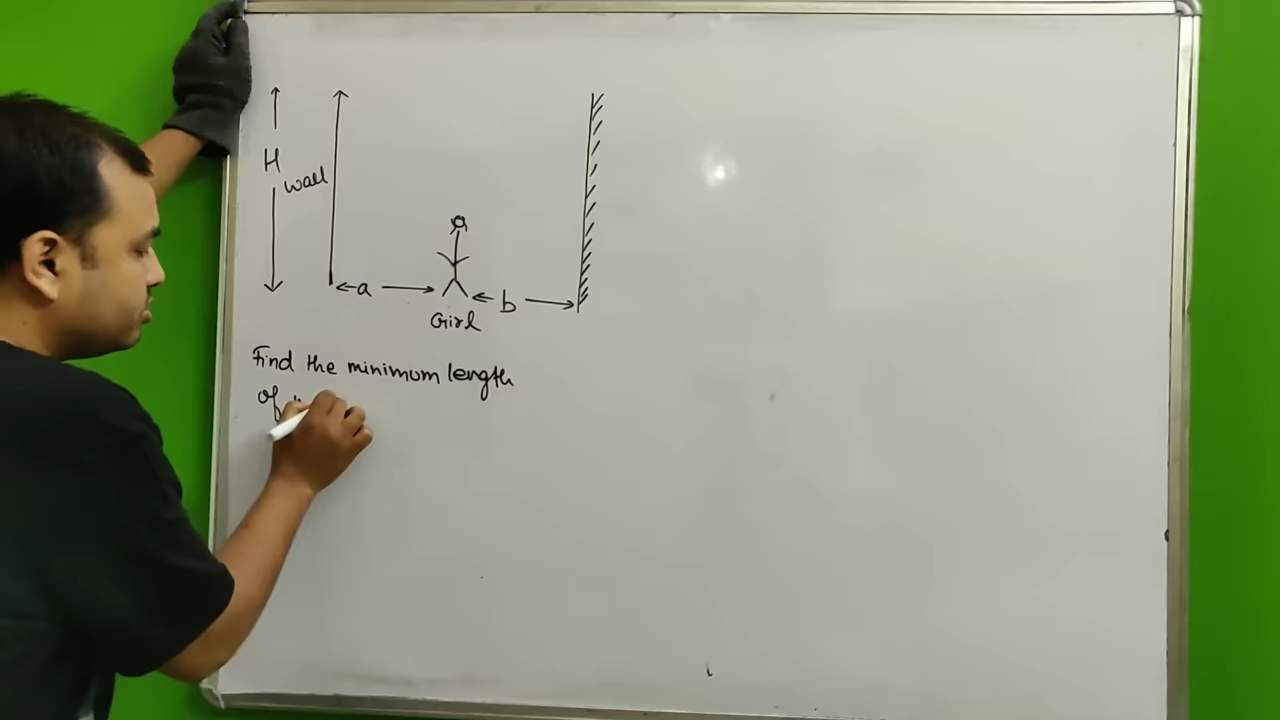 H
wall
a
b
Girl
Find the minimum length
of